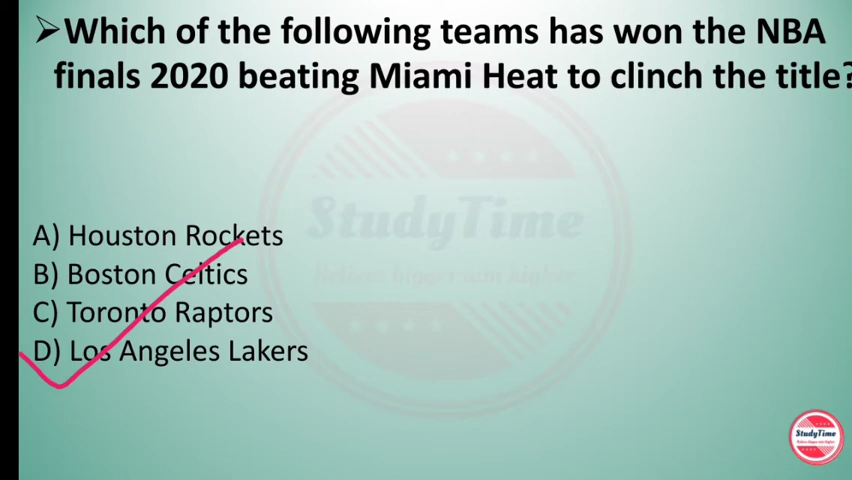 ➢Which of the following teams has won the NBA
finals 2020 beating Miami Heat to clinch the title?
StudyTime
A) Houston Rockets
B) Boston Celtics
C) Toronto Raptors
D) Los Angeles Lakers
StudyTime